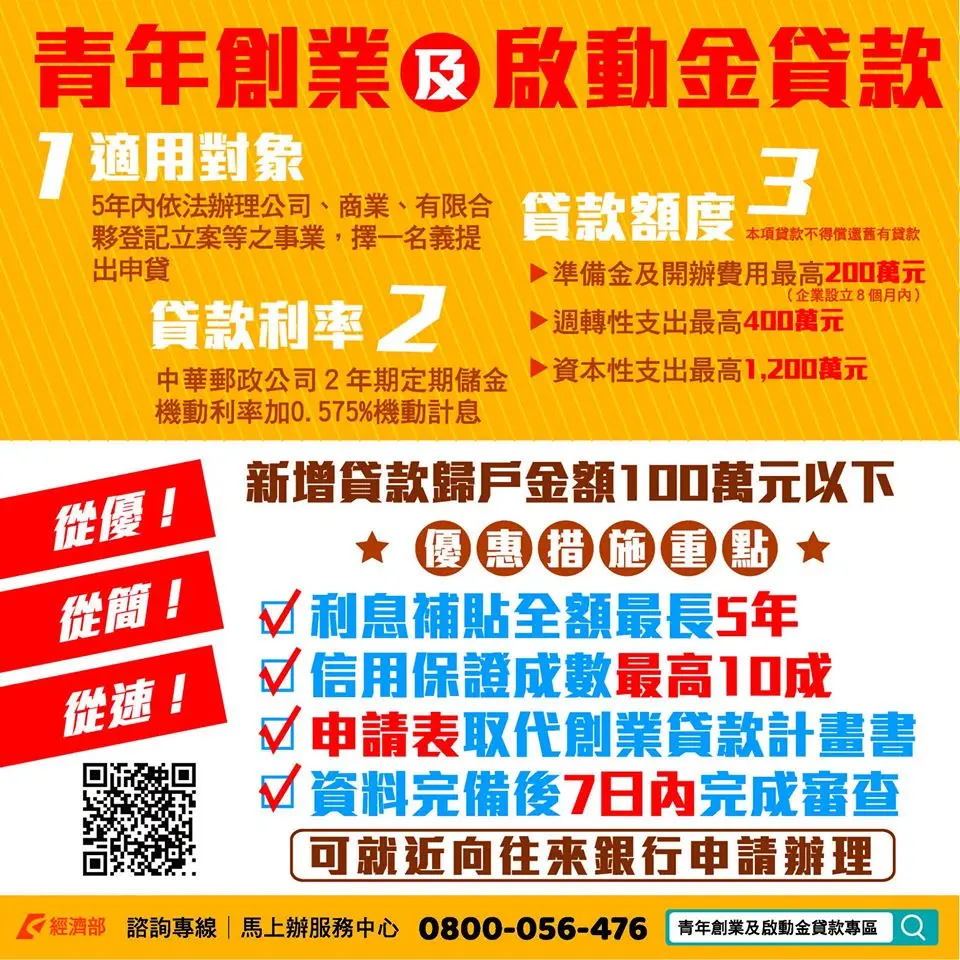 青年創業及啟動金貸款
1 適用對象
5年內依法辦理公司、商業、有限合
夥登記立案等之事業，擇一名義提
出申貸
貸款利率 2
中華郵政公司2年期定期儲金
機動利率加0.575%機動計息
貸款額度 3
本項貸款不得償還舊有貸款
▶準備金及開辦費用最高200萬元
（企業設立8個月內）
▶週轉性支出最高400萬元
▶資本性支出最高1,200萬元
從優！
從簡！
從速！
新增貸款歸戶金額100萬元以下
★優惠措施重點★
利息補貼全額最長5年
信用保證成數最高10成
申請表取代創業貸款計畫書
資料完備後7日內完成審查
可就近向往來銀行申請辦理
經濟部 諮詢專線｜馬上辦服務中心 0800-056-476 青年創業及啟動金貸款專區